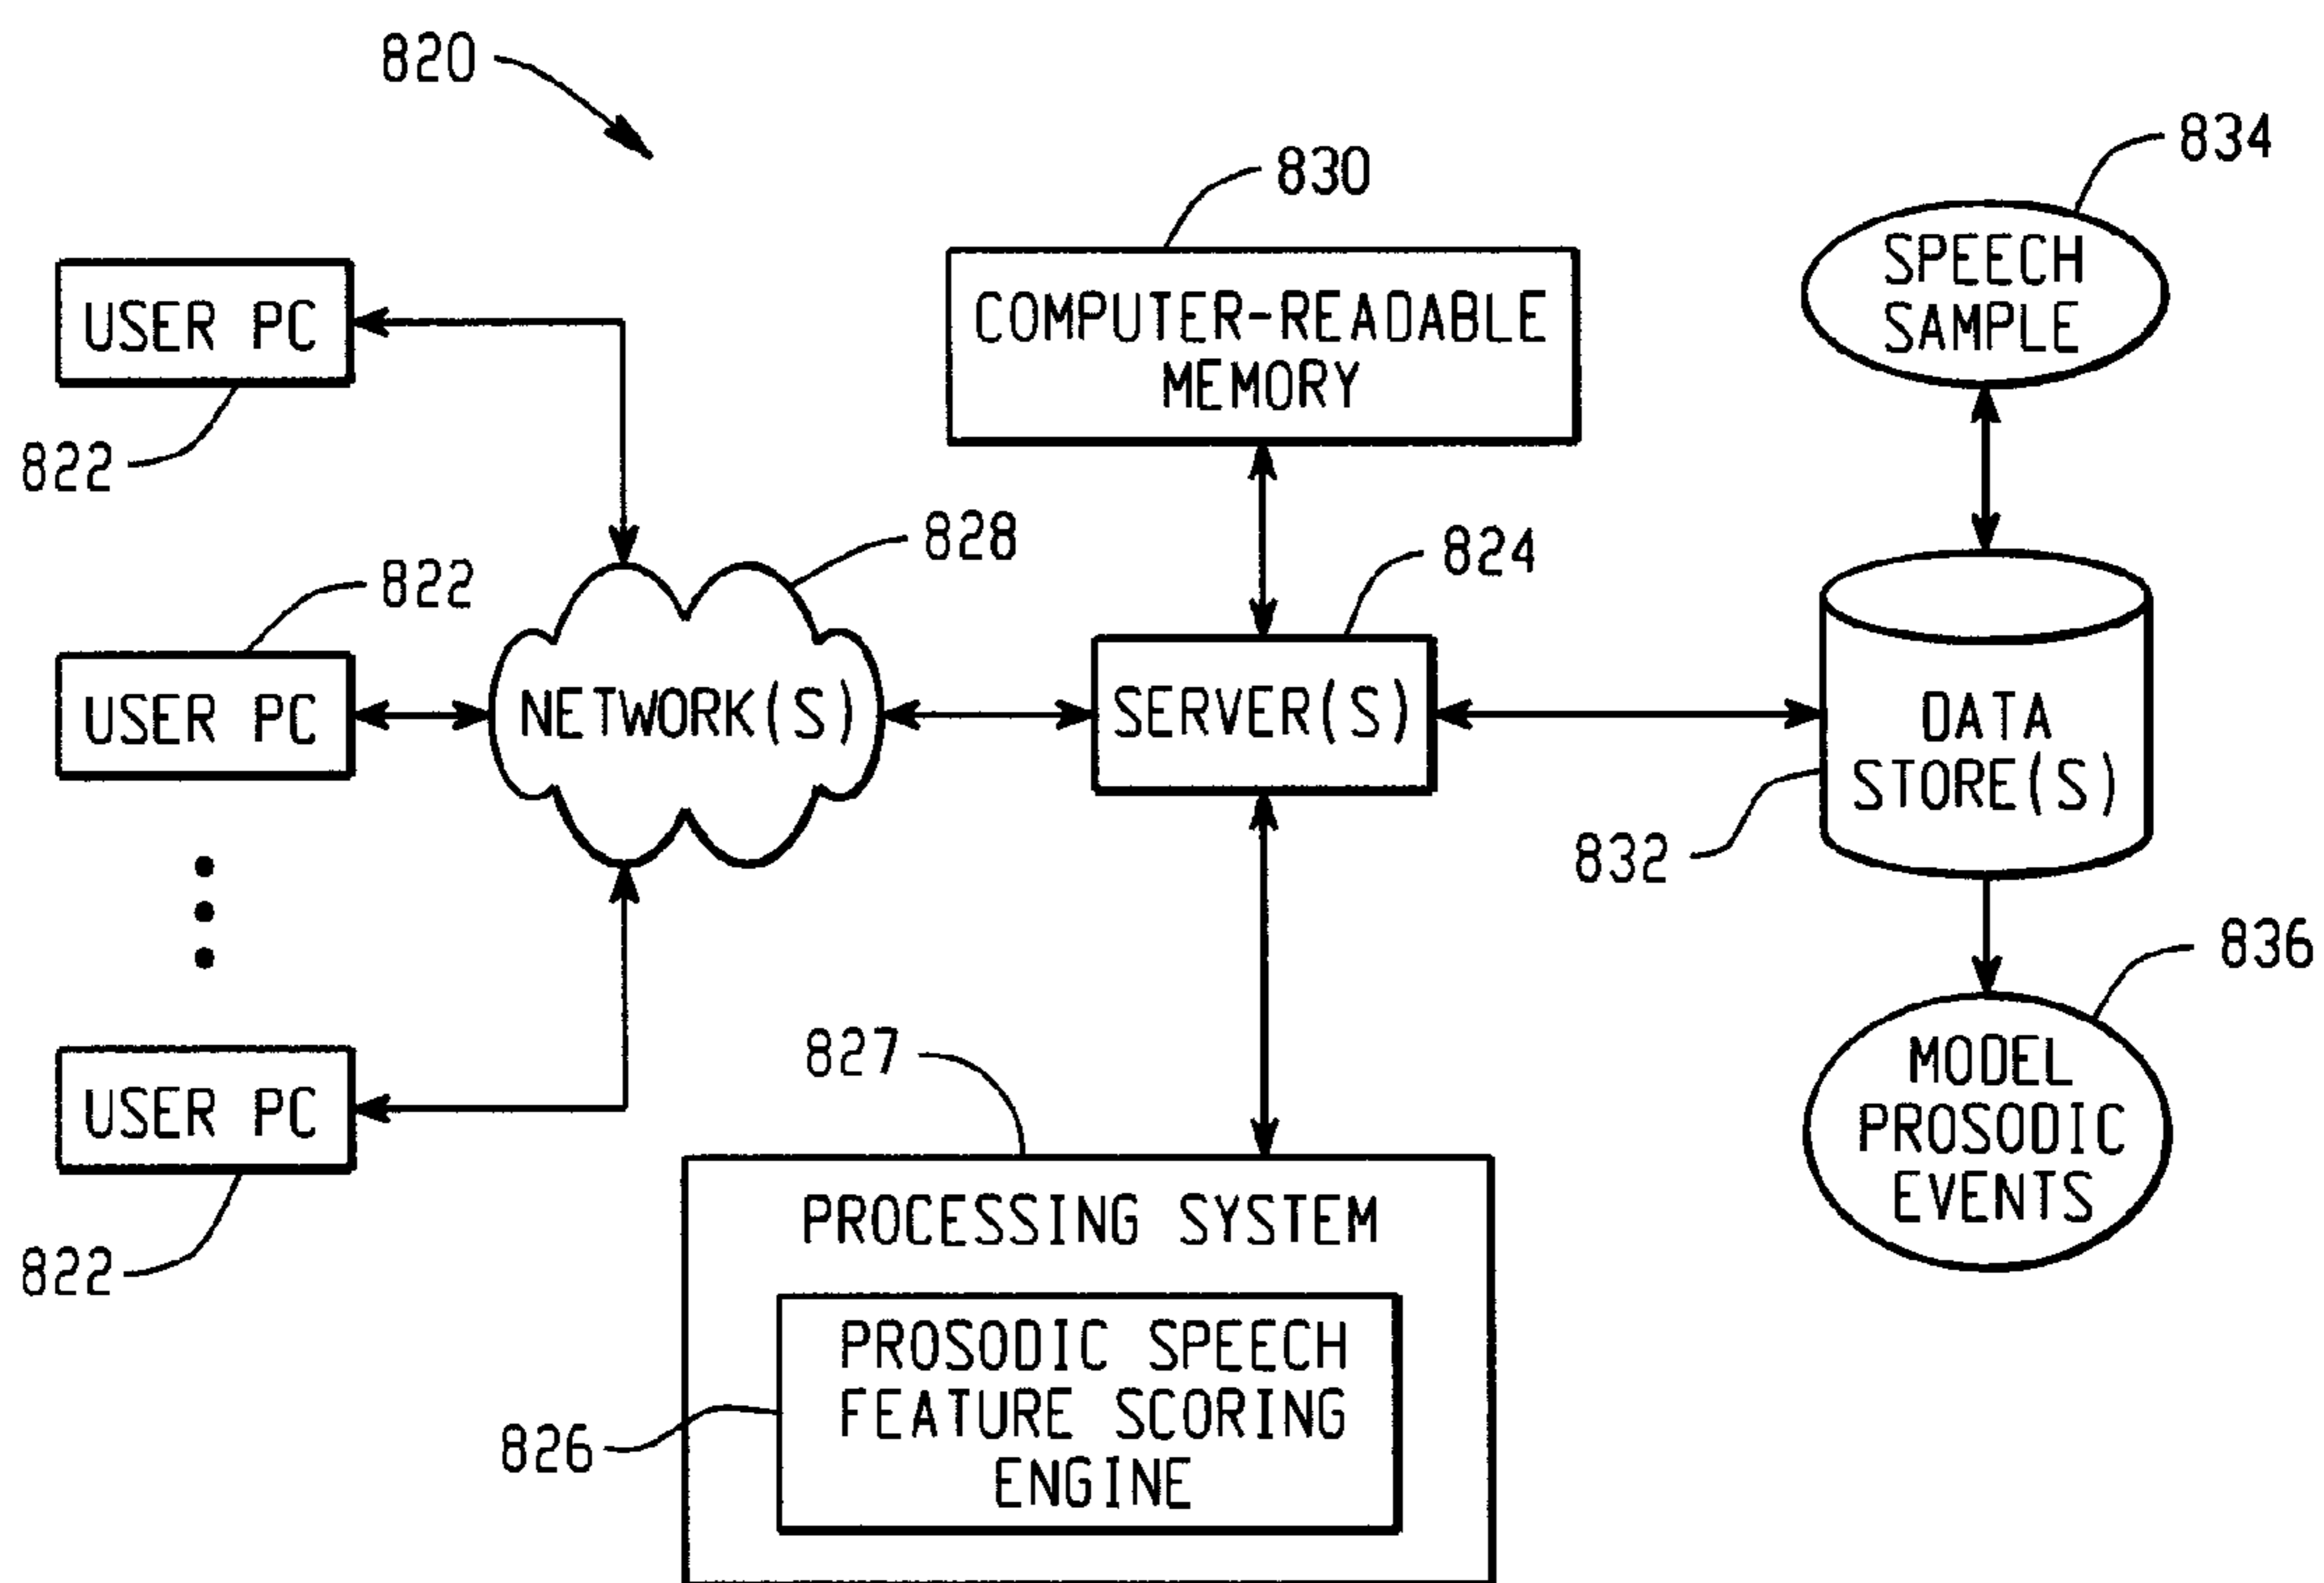 820
834
830
SPEECH
SAMPLE
USER PC
COMPUTER-READABLE
MEMORY
822
828
824
822
USER PC
NETWORK(S)
SERVER(S)
DATA
STORE(S)
832
836
827
MODEL
PROSODIC
EVENTS
USER PC
822
PROCESSING SYSTEM
PROSODIC SPEECH
FEATURE SCORING
ENGINE
826